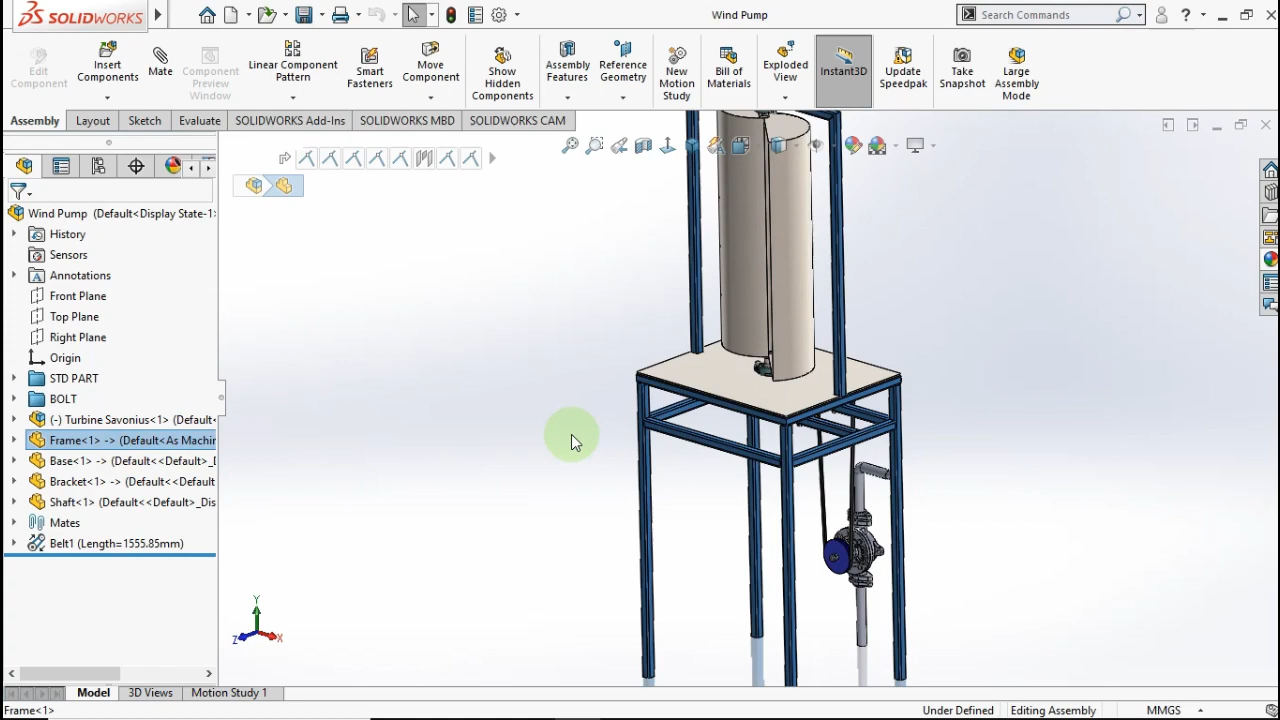 SOLIDWORKS
Wind Pump
Search Commands
?
Edit Component
Insert Components
Mate
Component Preview Window
Linear Component Pattern
Smart Fasteners
Move Component
Show Hidden Components
Assembly Features
Reference Geometry
New Motion Study
Bill of Materials
Exploded View
Instant3D
Update Speedpak
Take Snapshot
Large Assembly Mode
Assembly
Layout
Sketch
Evaluate
SOLIDWORKS Add-Ins
SOLIDWORKS MBD
SOLIDWORKS CAM
Wind Pump (Default<Display State-1>
History
Sensors
Annotations
Front Plane
Top Plane
Right Plane
Origin
STD PART
BOLT
(-) Turbine Savonius<1> (Default<
Frame<1> -> (Default<As Machin
Base<1> -> (Default<<Default>_D
Bracket<1> -> (Default<<Default>
Shaft<1> (Default<<Default>_Dis
Mates
Belt1 (Length=1555.85mm)
Y
Z
X
Model
3D Views
Motion Study 1
Frame<1>
Under Defined
Editing Assembly
MMGS